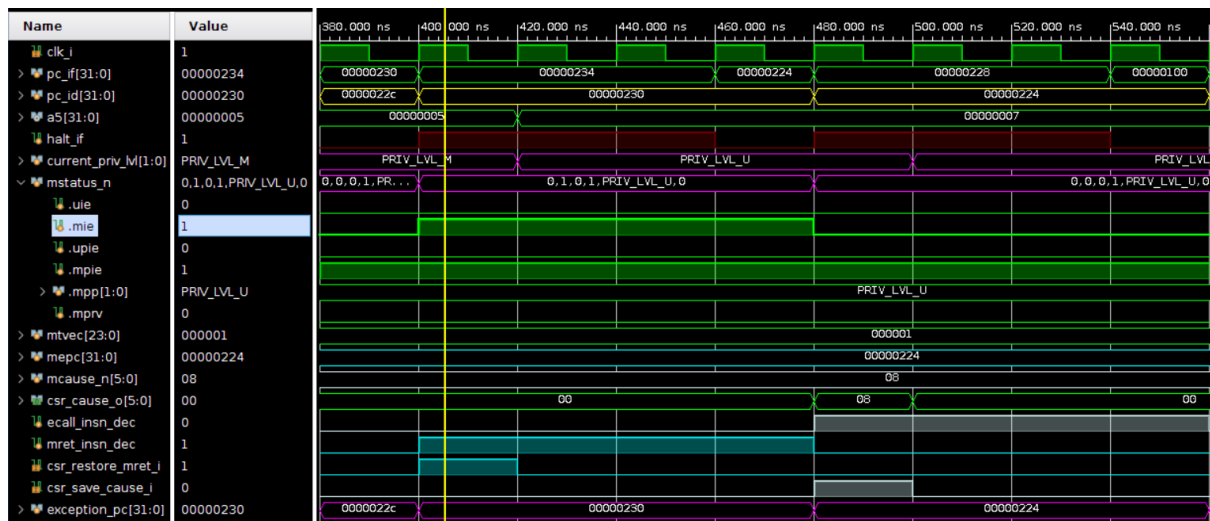 Name Value 380.000 ns 400.000 ns 420.000 ns 440.000 ns 460.000 ns 480.000 ns 500.000 ns 520.000 ns 540.000 ns
clk_i 1
pc_if[31:0] 00000234 00000230 00000234 00000224 00000228 00000100
pc_id[31:0] 00000230 0000022c 00000230 00000224
a5[31:0] 00000005 00000005 00000007
halt_if 1
current_priv_lvl[1:0] PRIV_LVL_M PRIV_LVL_M PRIV_LVL_U PRIV_LVL
mstatus_n 0,1,0,1,PRIV_LVL_U,0 0,0,0,1,PR... 0,1,0,1,PRIV_LVL_U,0 0,0,0,1,PRIV_LVL_U,0
.uie 0
.mie 1
.upie 0
.mpie 1
.mpp[1:0] PRIV_LVL_U PRIV_LVL_U
.mprv 0
mtvec[23:0] 000001 000001
mepc[31:0] 00000224 00000224
mcause_n[5:0] 08 08
csr_cause_o[5:0] 00 00 08 00
ecall_insn_dec 0
mret_insn_dec 1
csr_restore_mret_i 1
csr_save_cause_i 0
exception_pc[31:0] 00000230 0000022c 00000230 00000224